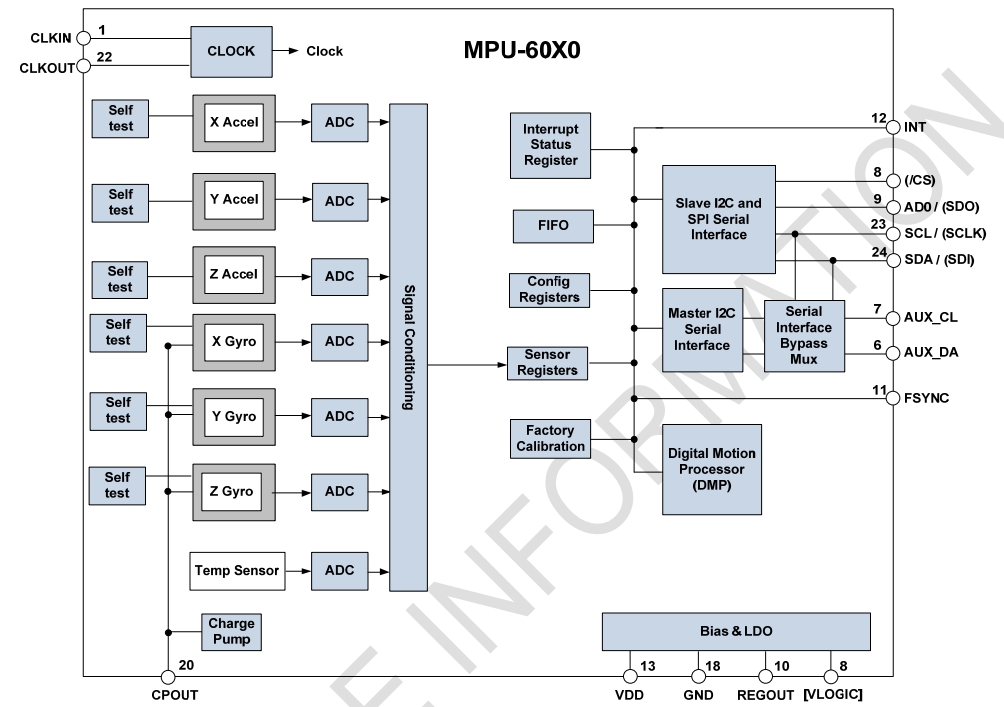 MPU-60X0
1
CLKIN
22
CLKOUT
CLOCK
Clock
Self
test
X Accel
ADC
Self
test
Y Accel
ADC
Self
test
Z Accel
ADC
Self
test
X Gyro
ADC
Self
test
Y Gyro
ADC
Self
test
Z Gyro
ADC
Temp Sensor
ADC
Signal Conditioning
Charge
Pump
20
CPOUT
Interrupt
Status
Register
FIFO
Config
Registers
Sensor
Registers
Factory
Calibration
Slave I2C and
SPI Serial
Interface
Master I2C
Serial
Interface
Serial
Interface
Bypass
Mux
Digital Motion
Processor
(DMP)
12
INT
8
(/CS)
9
AD0 / (SDO)
23
SCL / (SCLK)
24
SDA / (SDI)
7
AUX_CL
6
AUX_DA
11
FSYNC
Bias & LDO
13
VDD
18
GND
10
REGOUT
8
[VLOGIC]
E INFORMATION